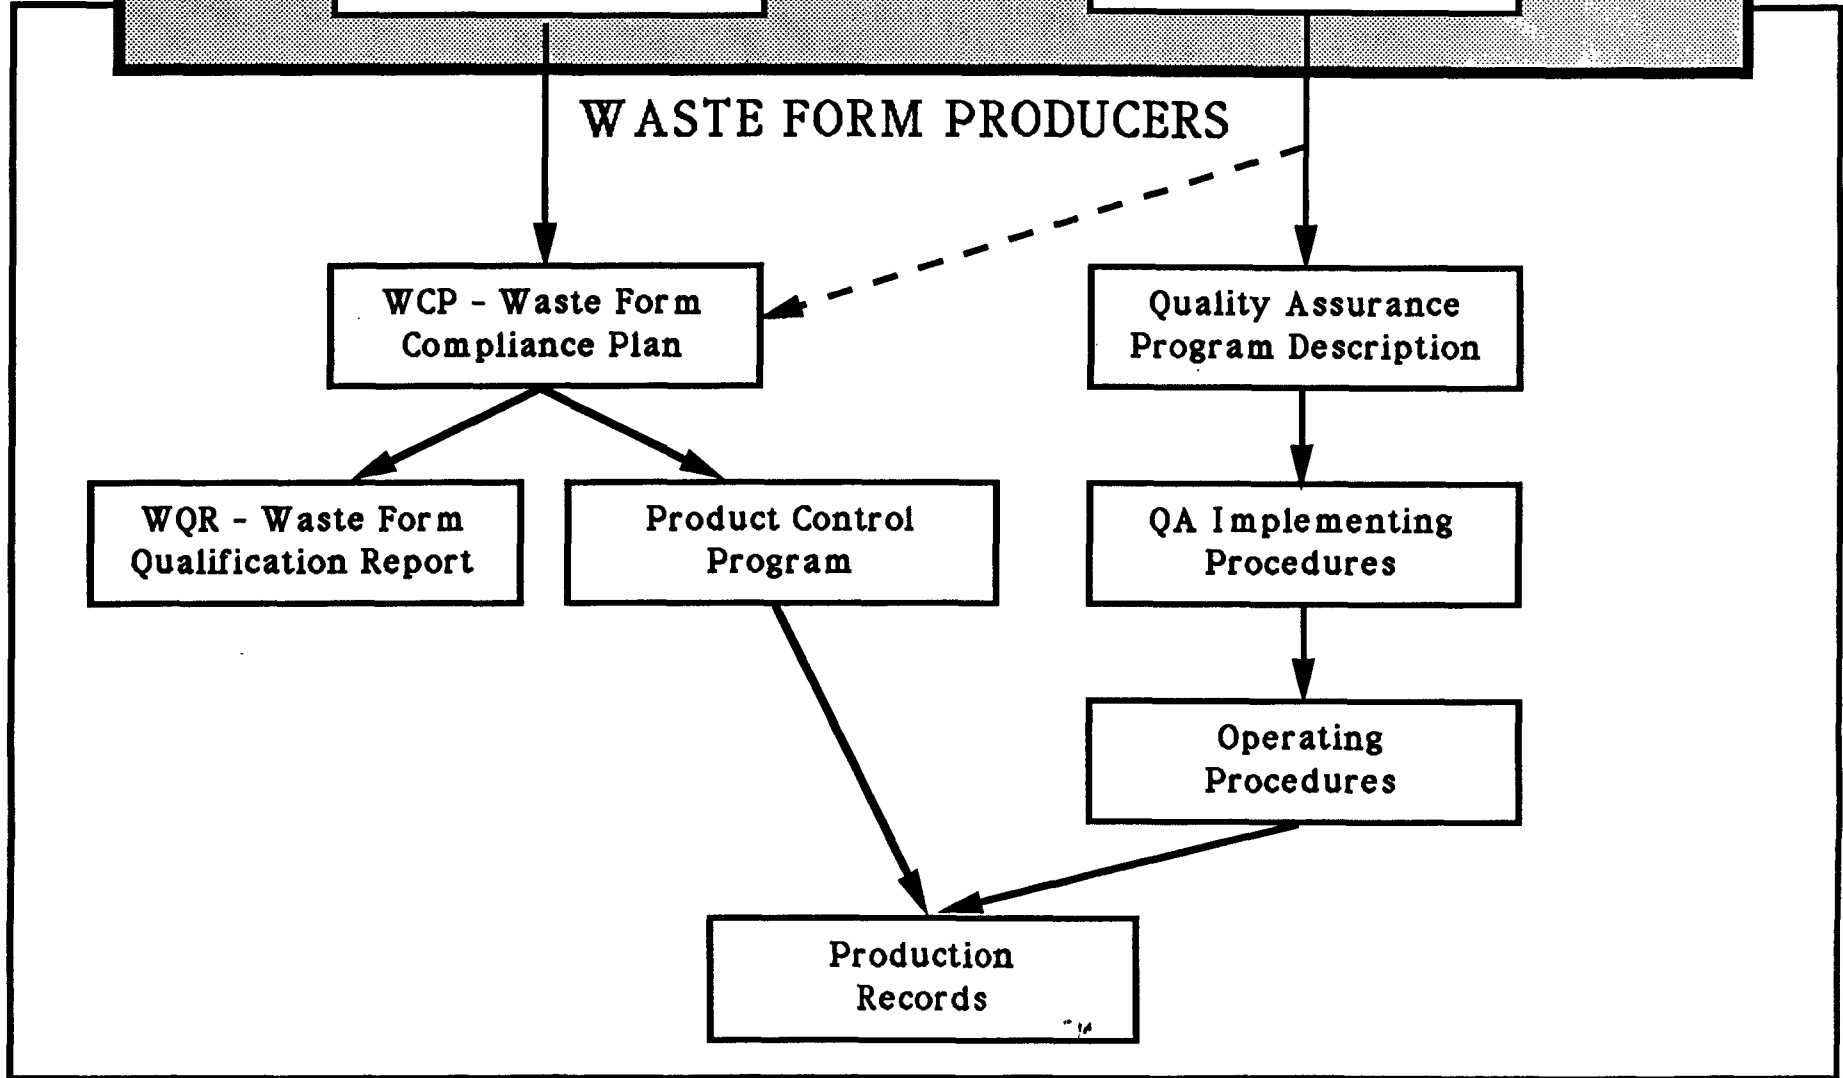 WASTE FORM PRODUCERS
WCP - Waste Form
Compliance Plan
Quality Assurance
Program Description
WQR - Waste Form
Qualification Report
Product Control
Program
QA Implementing
Procedures
Operating
Procedures
Production
Records